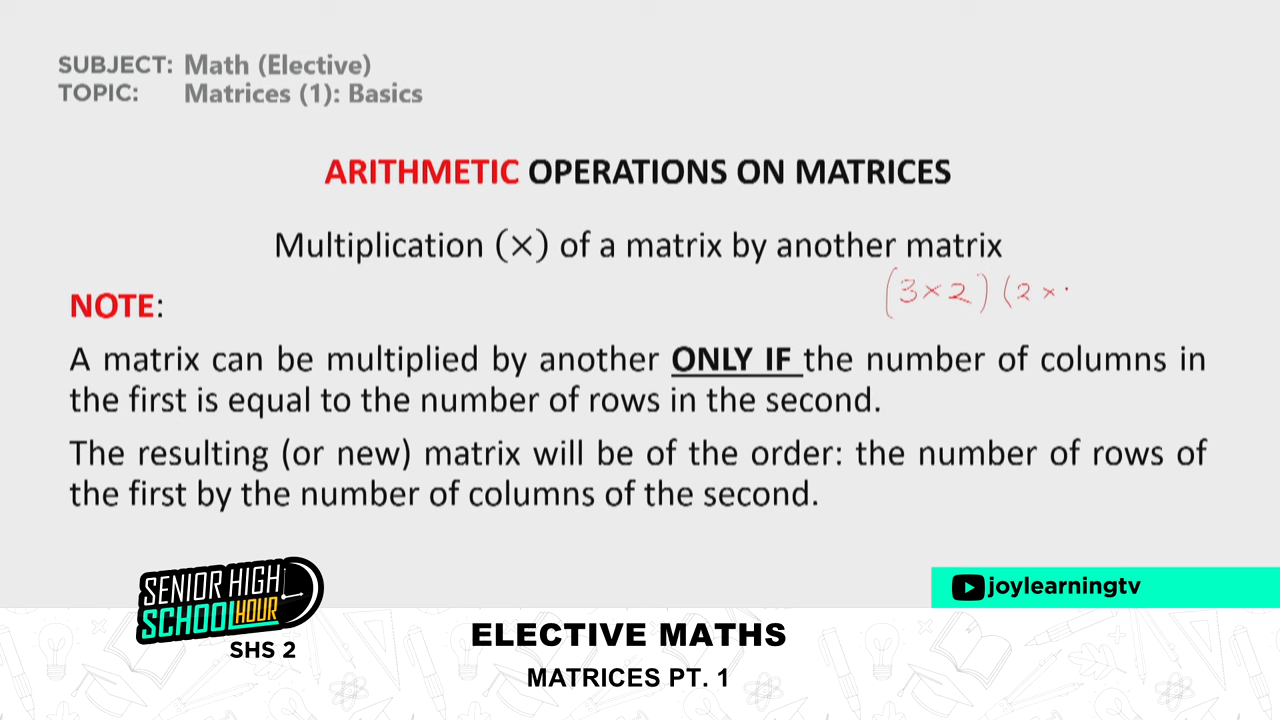 SUBJECT: Math (Elective)
TOPIC: Matrices (1): Basics
ARITHMETIC OPERATIONS ON MATRICES
Multiplication (×) of a matrix by another matrix
(3 × 2) (2 ×
NOTE:
A matrix can be multiplied by another ONLY IF the number of columns in
the first is equal to the number of rows in the second.
The resulting (or new) matrix will be of the order: the number of rows of
the first by the number of columns of the second.
SENIOR HIGH
SCHOOL HOUR
SHS 2
joylearningtv
ELECTIVE MATHS
MATRICES PT. 1